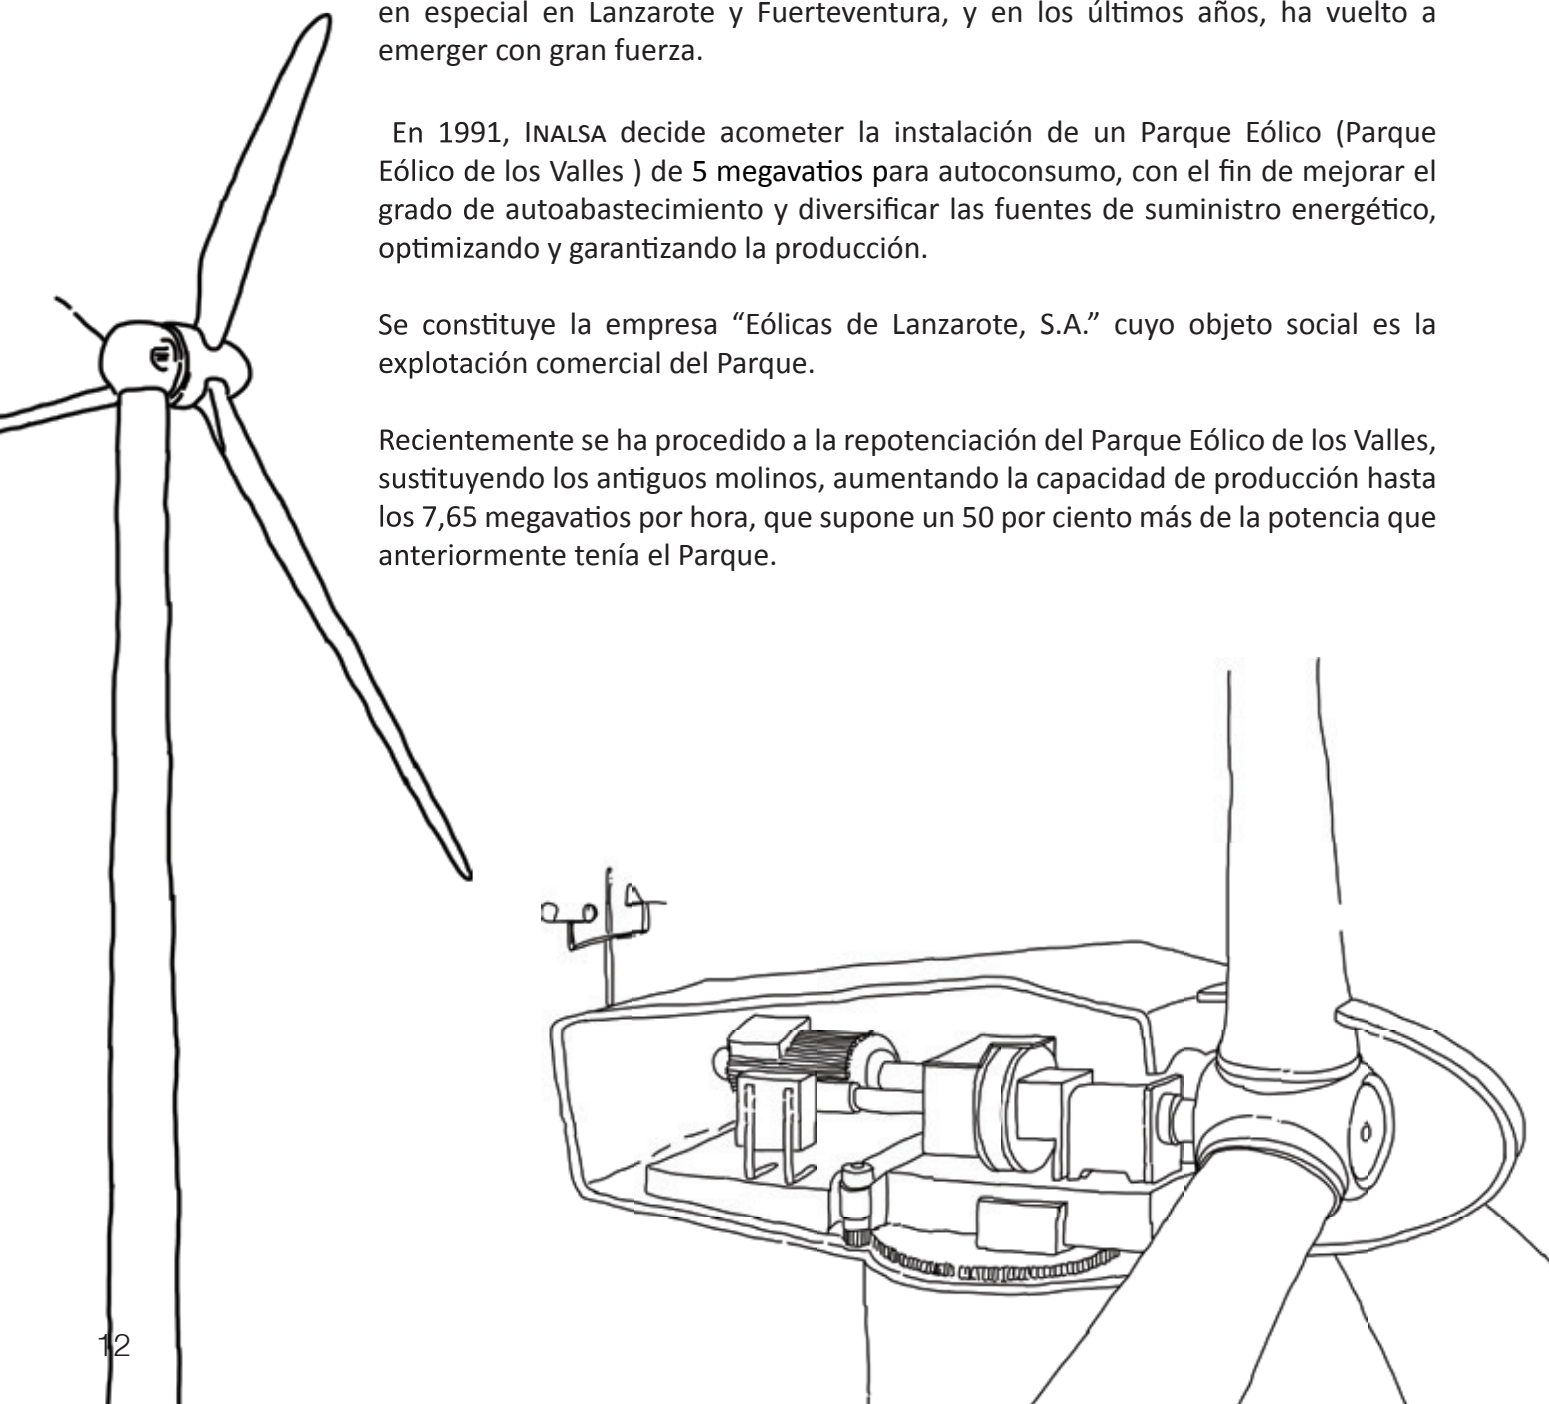 en especial en Lanzarote y Fuerteventura, y en los últimos años, ha vuelto a
emerger con gran fuerza.
En 1991, INALSA decide acometer la instalación de un Parque Eólico (Parque
Eólico de los Valles ) de 5 megavatios para autoconsumo, con el fin de mejorar el
grado de autoabastecimiento y diversificar las fuentes de suministro energético,
optimizando y garantizando la producción.
Se constituye la empresa “Eólicas de Lanzarote, S.A.” cuyo objeto social es la
explotación comercial del Parque.
Recientemente se ha procedido a la repotenciación del Parque Eólico de los Valles,
sustituyendo los antiguos molinos, aumentando la capacidad de producción hasta
los 7,65 megavatios por hora, que supone un 50 por ciento más de la potencia que
anteriormente tenía el Parque.
12